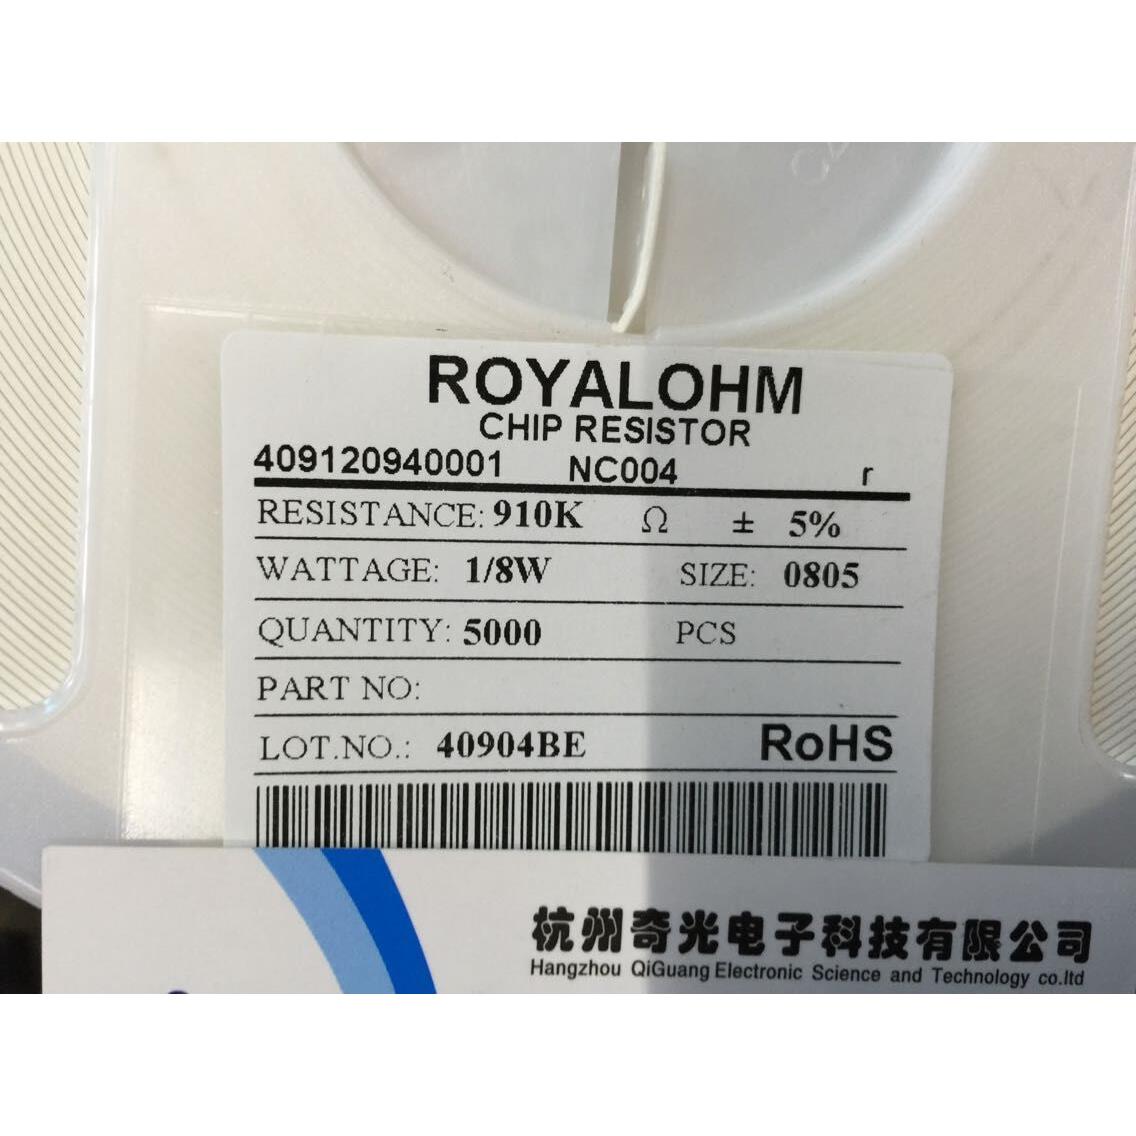 ROYALOHM
CHIP RESISTOR
409120940001 NC004 r
RESISTANCE: 910K Ω ± 5%
WATTAGE: 1/8W SIZE: 0805
QUANTITY: 5000 PCS
PART NO:
LOT.NO.: 40904BE RoHS
杭州奇光电子科技有限公司
Hangzhou QiGuang Electronic Science and Technology co.ltd